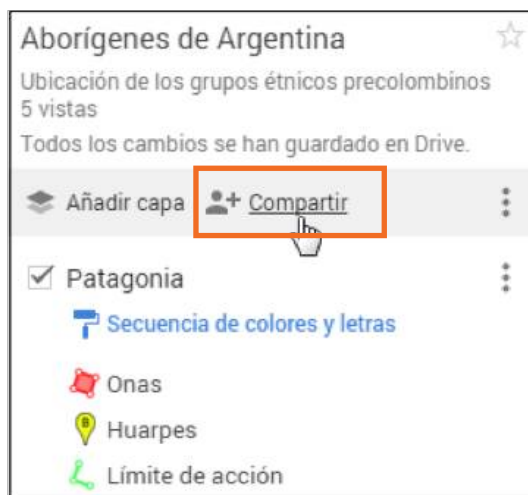 Aborígenes de Argentina
Ubicación de los grupos étnicos precolombinos
5 vistas
Todos los cambios se han guardado en Drive.
Añadir capa Compartir
Patagonia
Secuencia de colores y letras
Onas
B
Huarpes
Límite de acción